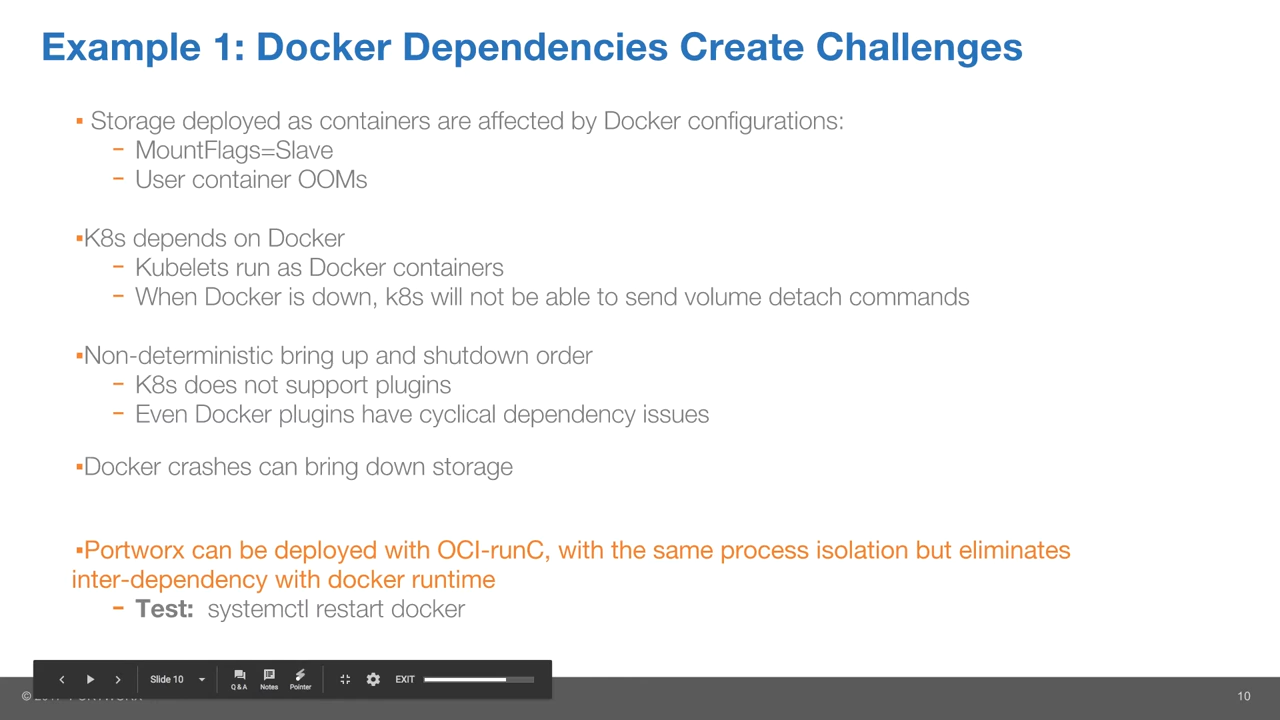 Example 1: Docker Dependencies Create Challenges
▪ Storage deployed as containers are affected by Docker configurations:
− MountFlags=Slave
− User container OOMs
▪K8s depends on Docker
− Kubelets run as Docker containers
− When Docker is down, k8s will not be able to send volume detach commands
▪Non-deterministic bring up and shutdown order
− K8s does not support plugins
− Even Docker plugins have cyclical dependency issues
▪Docker crashes can bring down storage
▪Portworx can be deployed with OCI-runC, with the same process isolation but eliminates
inter-dependency with docker runtime
− Test: systemctl restart docker
Slide 10
Q & A
Notes
Pointer
EXIT
©
10